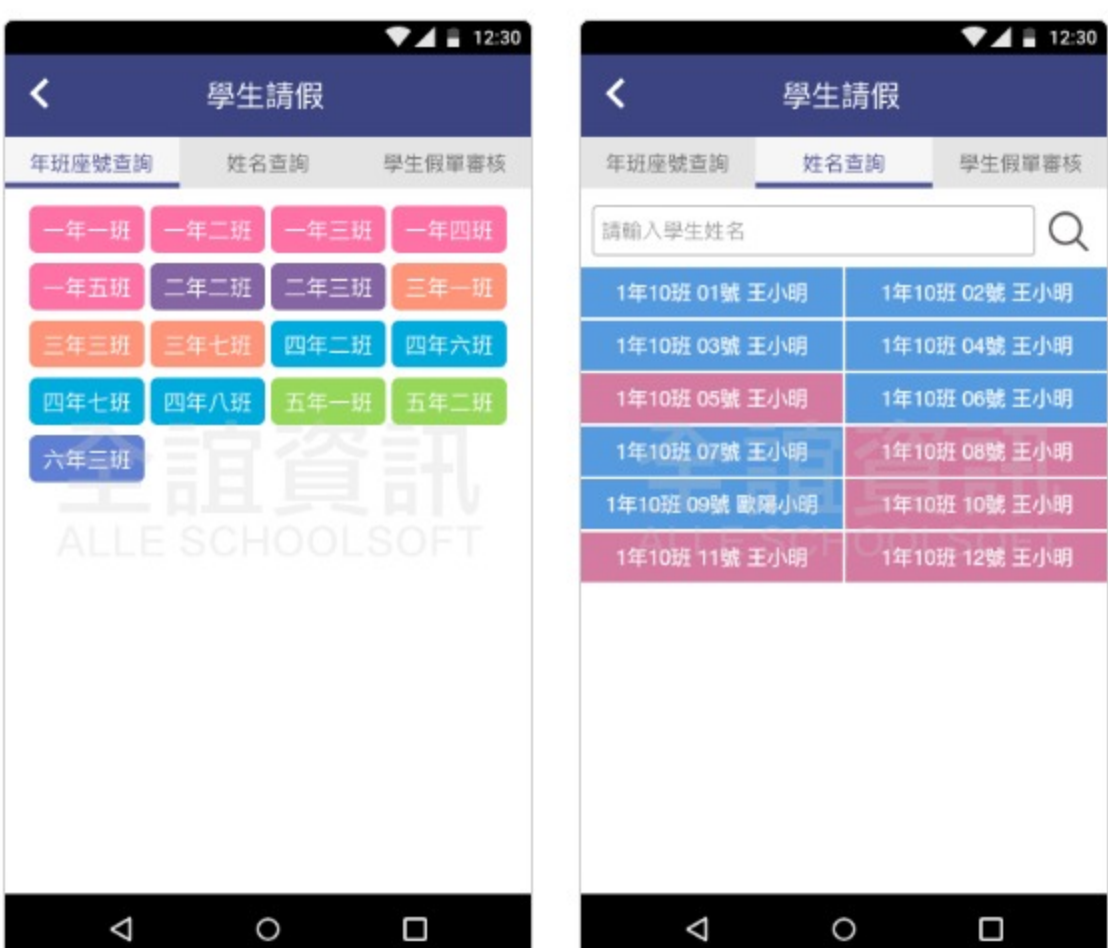 12:30
學生請假
年班座號查詢 姓名查詢 學生假單審核
一年一班 一年二班 一年三班 一年四班
一年五班 二年二班 二年三班 三年一班
三年三班 三年七班 四年二班 四年六班
四年七班 四年八班 五年一班 五年二班
六年三班
全誼資訊
ALLE SCHOOLSOFT
12:30
學生請假
年班座號查詢 姓名查詢 學生假單審核
請輸入學生姓名
1年10班 01號 王小明 1年10班 02號 王小明
1年10班 03號 王小明 1年10班 04號 王小明
1年10班 05號 王小明 1年10班 06號 王小明
1年10班 07號 王小明 1年10班 08號 王小明
1年10班 09號 歐陽小明 1年10班 10號 王小明
1年10班 11號 王小明 1年10班 12號 王小明
全誼資訊
ALLE SCHOOLSOFT